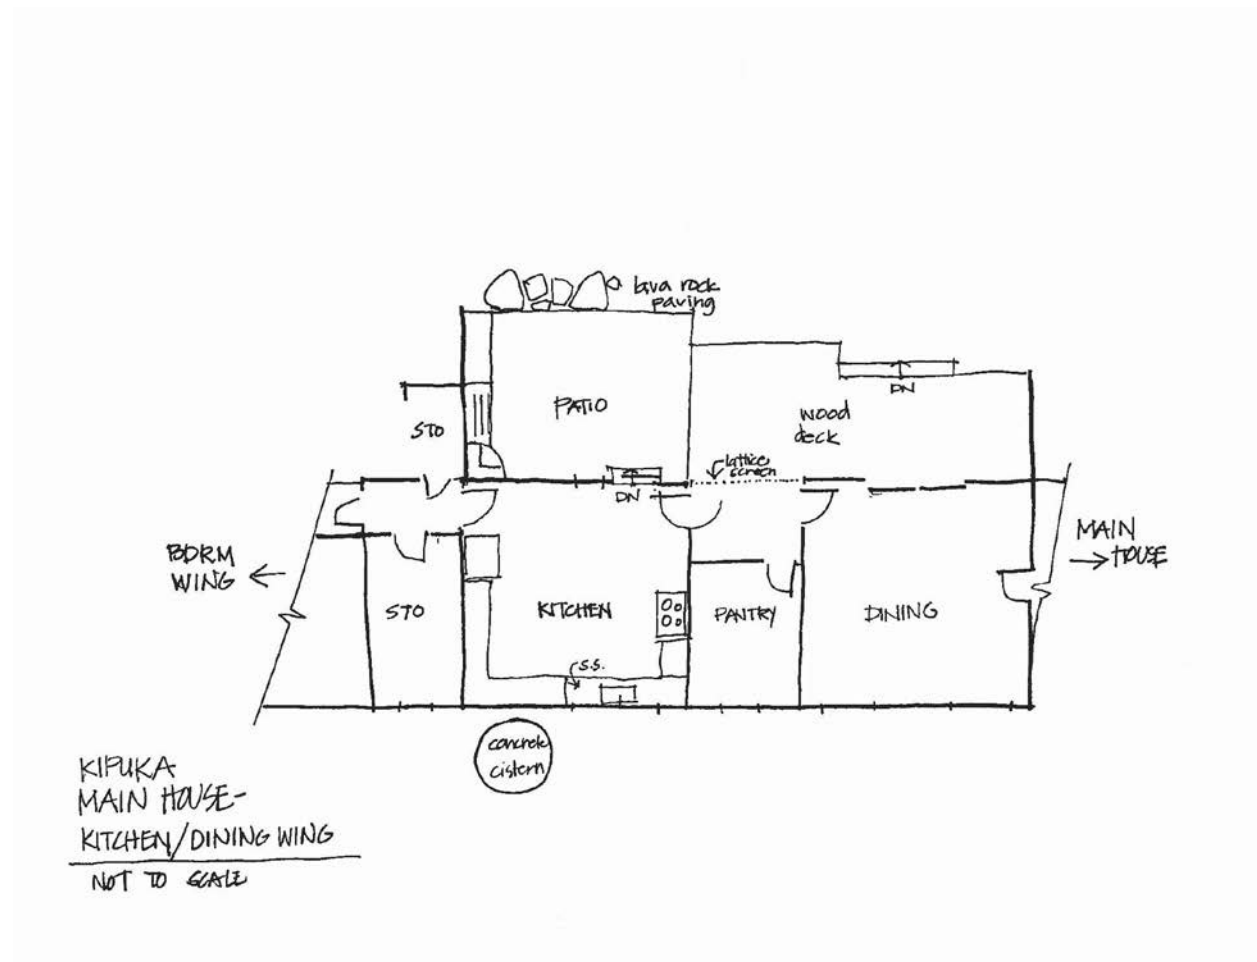 lava rock
paving
DN
PATIO
wood
deck
STO
lattice
screen
DN
BDRM
WING
MAIN
HOUSE
STO
KITCHEN
PANTRY
DINING
S.S.
concrete
cistern
KIPUKA
MAIN HOUSE-
KITCHEN/DINING WING
NOT TO SCALE